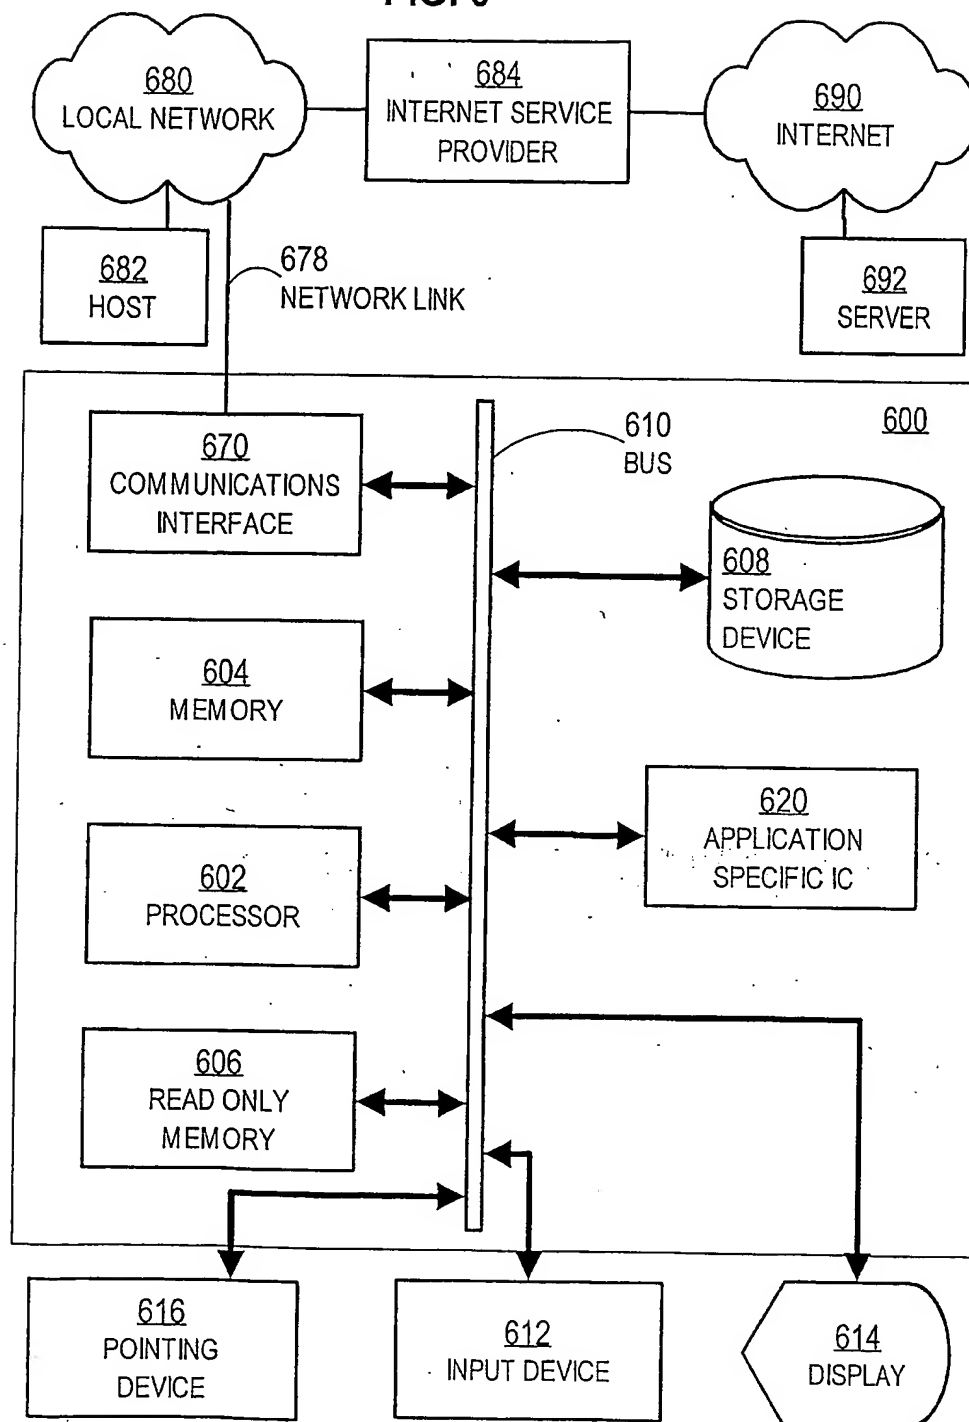 680
LOCAL NETWORK
684
INTERNET SERVICE
PROVIDER
690
INTERNET
682
HOST
678
NETWORK LINK
692
SERVER
600
670
COMMUNICATIONS
INTERFACE
610
BUS
608
STORAGE
DEVICE
604
MEMORY
620
APPLICATION
SPECIFIC IC
602
PROCESSOR
606
READ ONLY
MEMORY
616
POINTING
DEVICE
612
INPUT DEVICE
614
DISPLAY